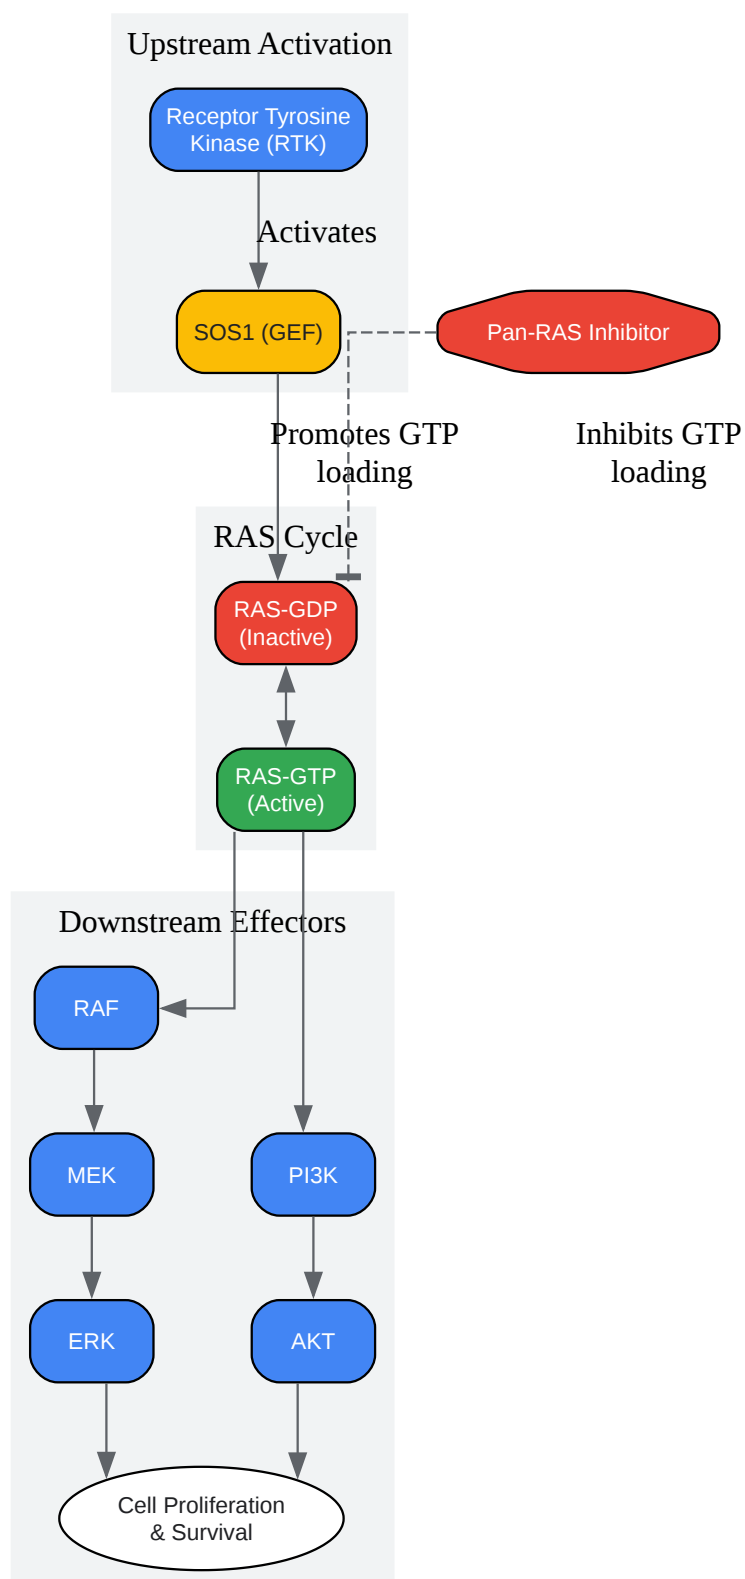 Upstream Activation
Receptor Tyrosine
Kinase (RTK)
Activates
SOS1 (GEF)
Pan-RAS Inhibitor
Promotes GTP
loading
Inhibits GTP
loading
RAS Cycle
RAS-GDP
(Inactive)
RAS-GTP
(Active)
Downstream Effectors
RAF
MEK
PI3K
ERK
AKT
Cell Proliferation
& Survival